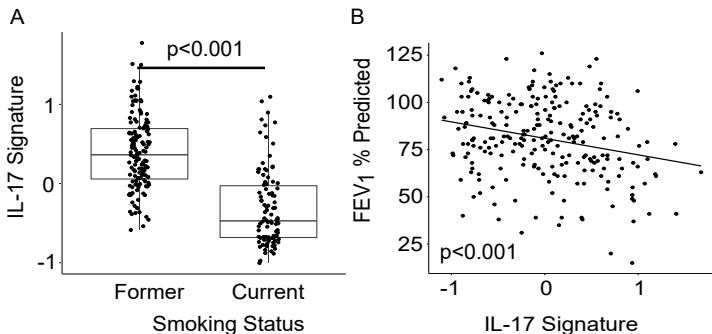 A
p<0.001
IL-17 Signature
1
0
-1
Former Current
Smoking Status
B
FEV1 % Predicted
125
100
75
50
25
p<0.001
-1 0 1
IL-17 Signature